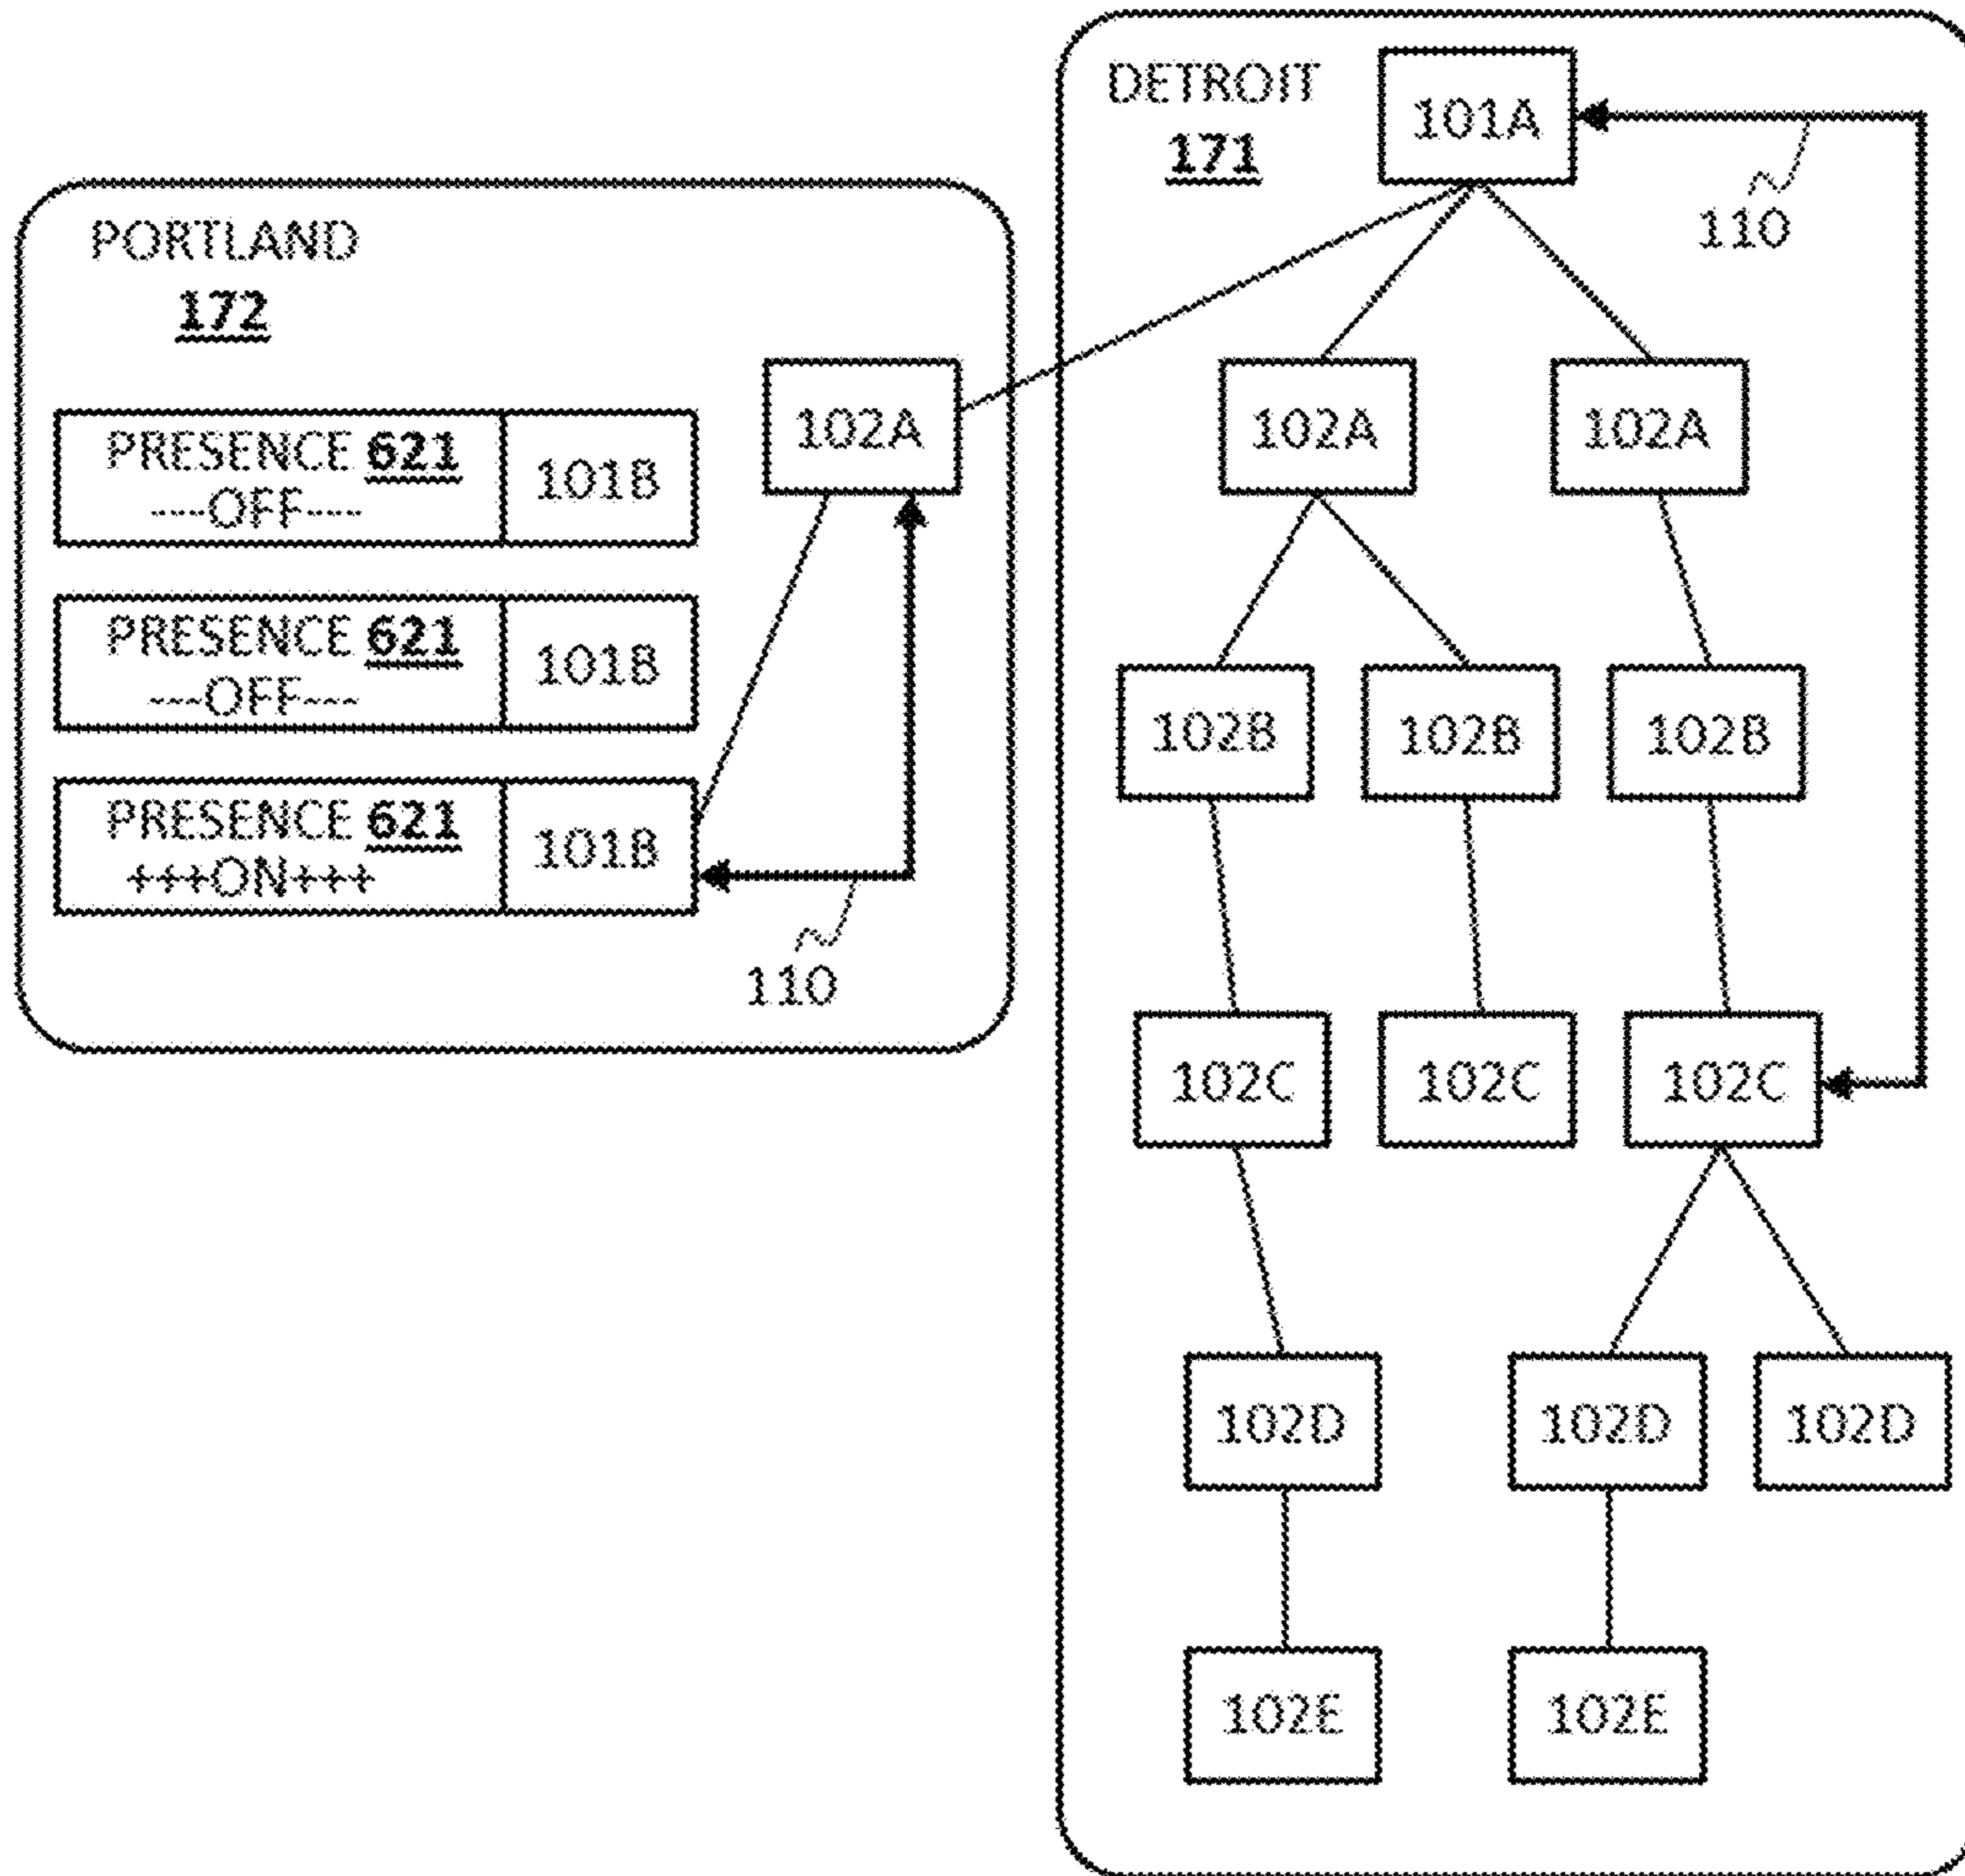 PORTLAND
172
PRESENCE 621
---OFF---
101B
PRESENCE 621
---OFF---
101B
PRESENCE 621
+++ON+++
101B
102A
110
DETROIT
171
101A
110
102A
102A
102B
102B
102B
102C
102C
102C
102D
102D
102D
102E
102E